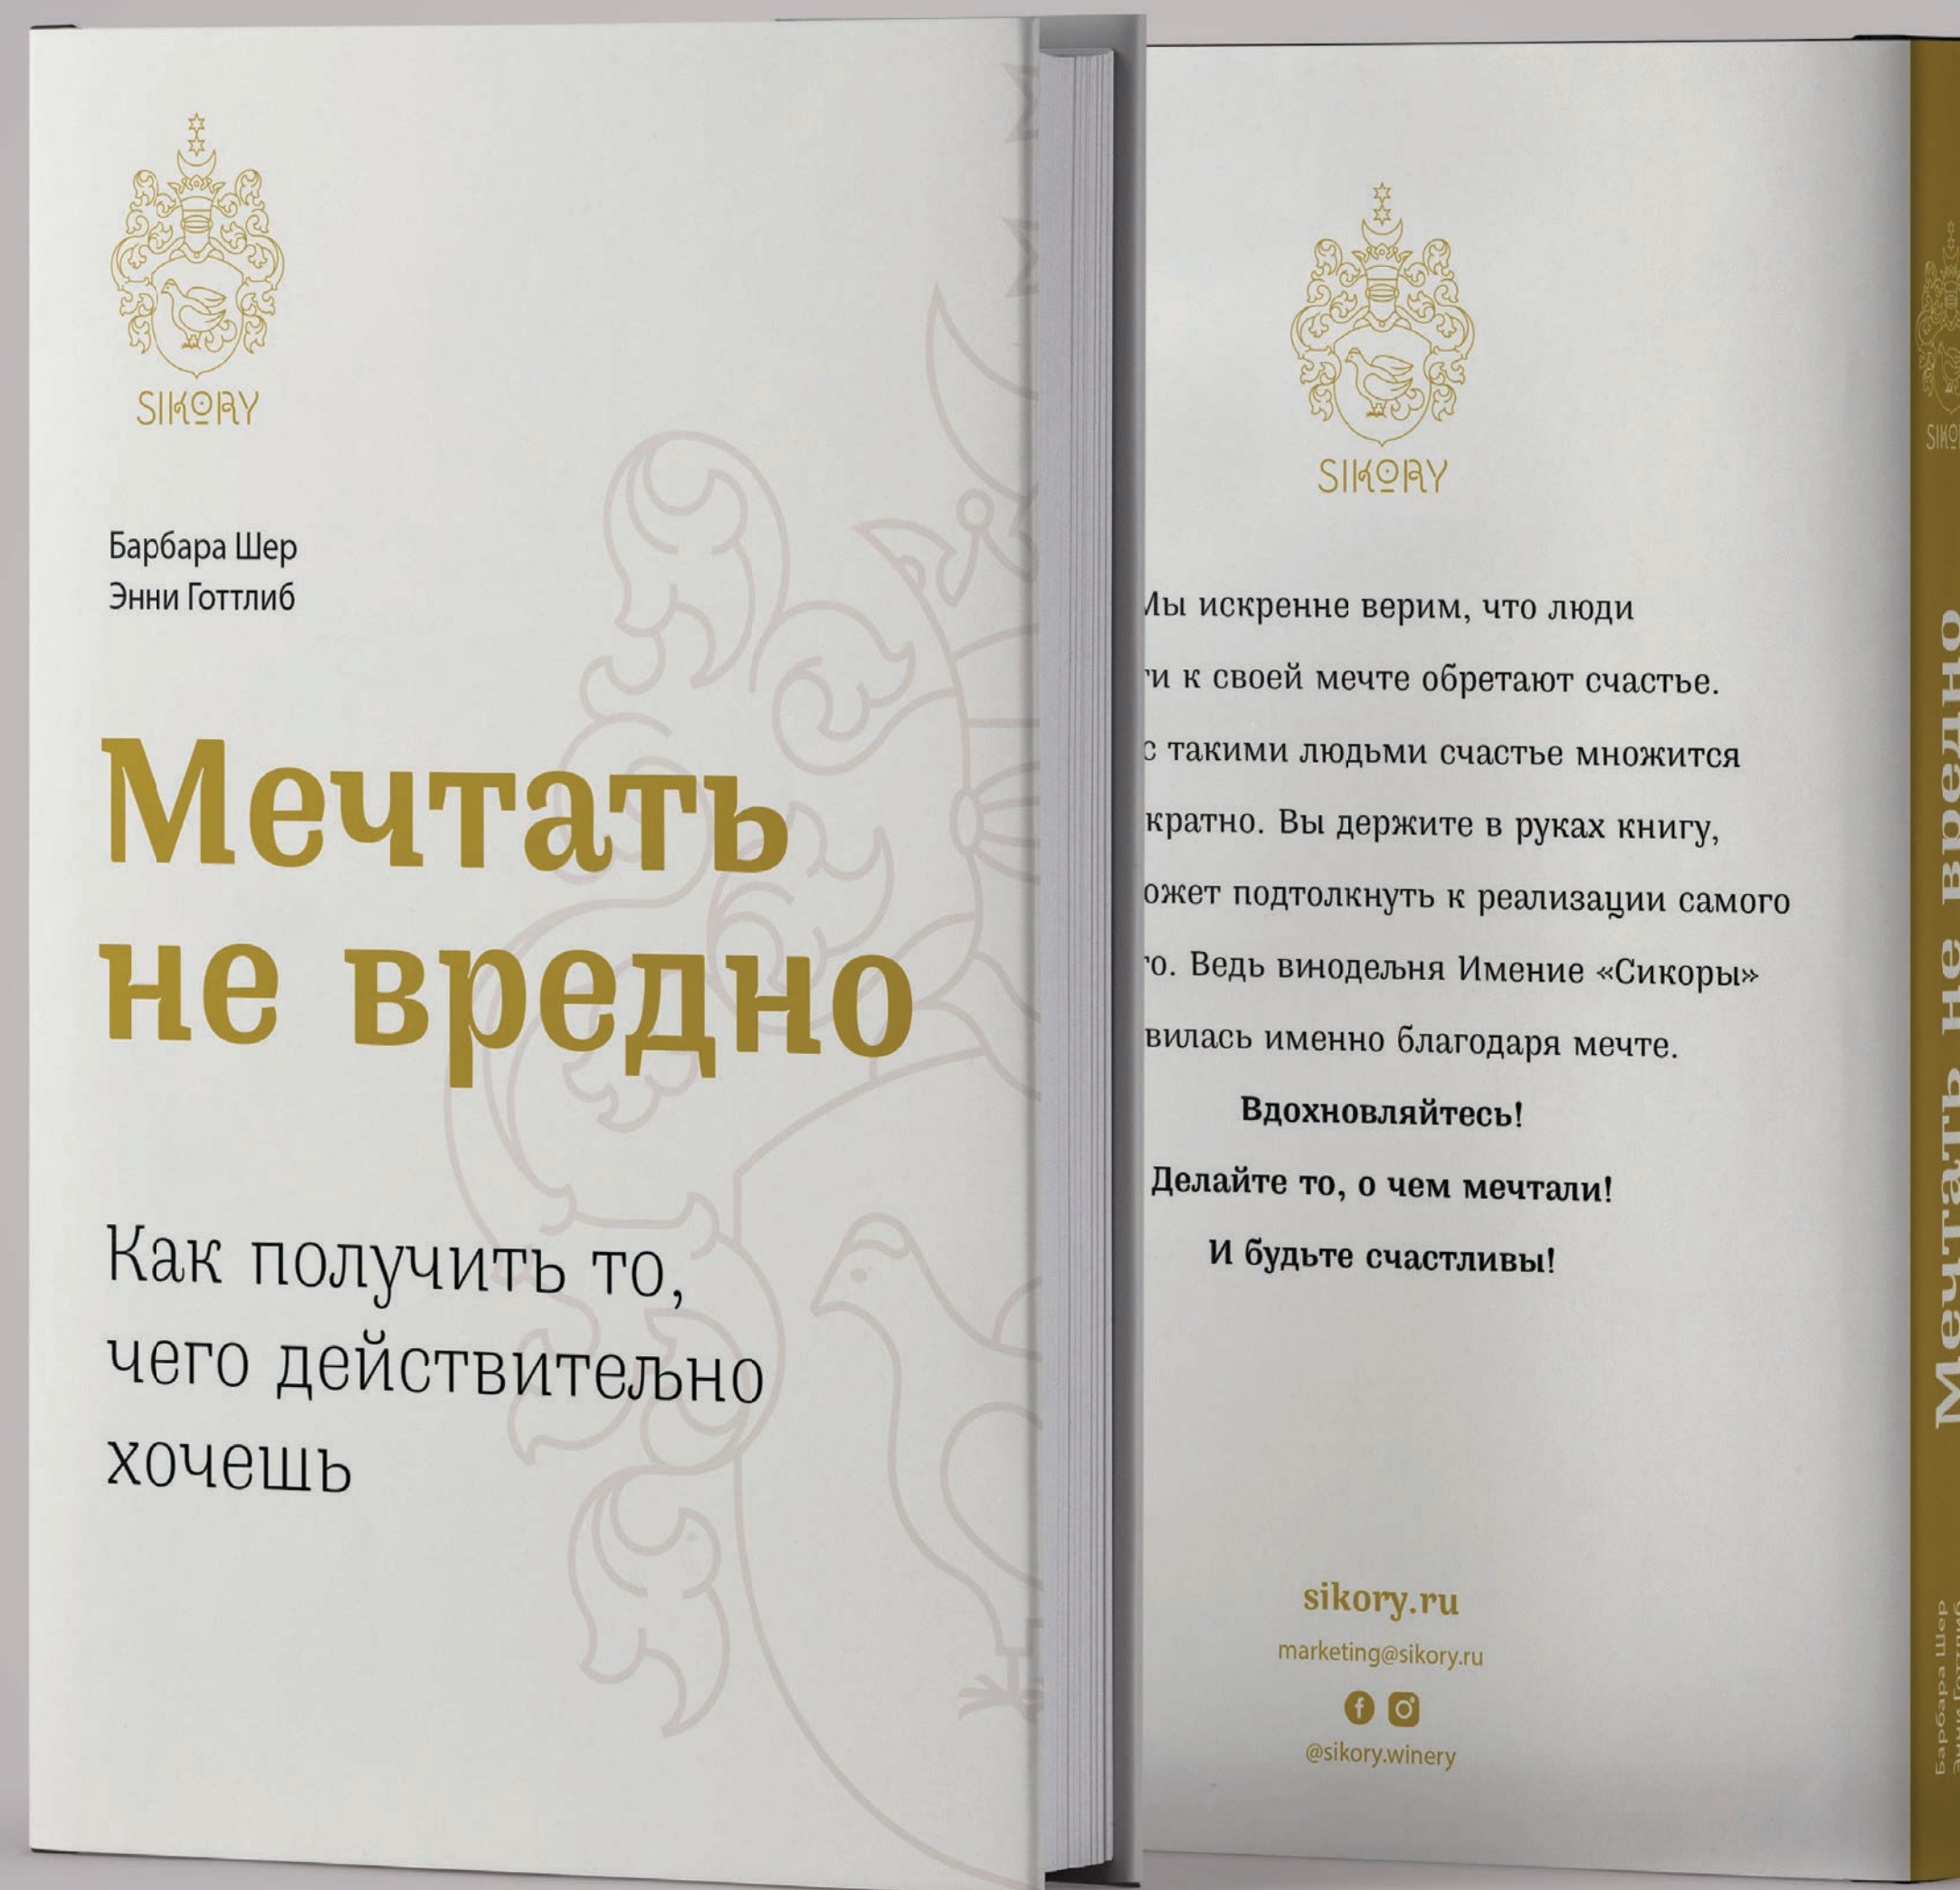 SIKORY
Барбара Шер
Энни Готтлиб
Мечтать
не вредно
Как получить то,
чего действительно
хочешь
SIKORY
Мы искренне верим, что люди
к своей мечте обретают счастье.
с такими людьми счастье множится
кратно. Вы держите в руках книгу,
подтолкнуть к реализации самого
Ведь винодельня Имение «Сикоры»
именно благодаря мечте.
Вдохновляйтесь!
Делайте то, о чем мечтали!
И будьте счастливы!
sikory.ru
marketing@sikory.ru
@sikory.winery
Мечтать не вредно
Барбара Шер
Энни Готтлиб